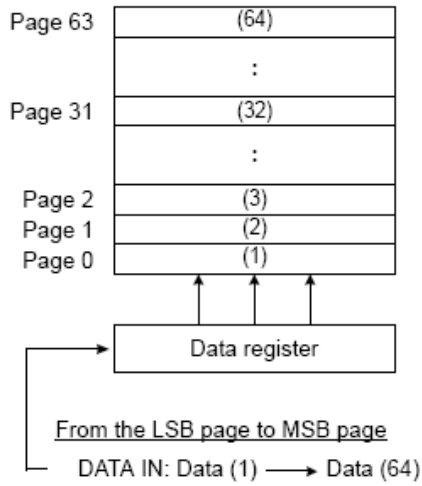 Page 63 (64)
:
Page 31 (32)
:
Page 2 (3)
Page 1 (2)
Page 0 (1)
Data register
From the LSB page to MSB page
DATA IN: Data (1) → Data (64)